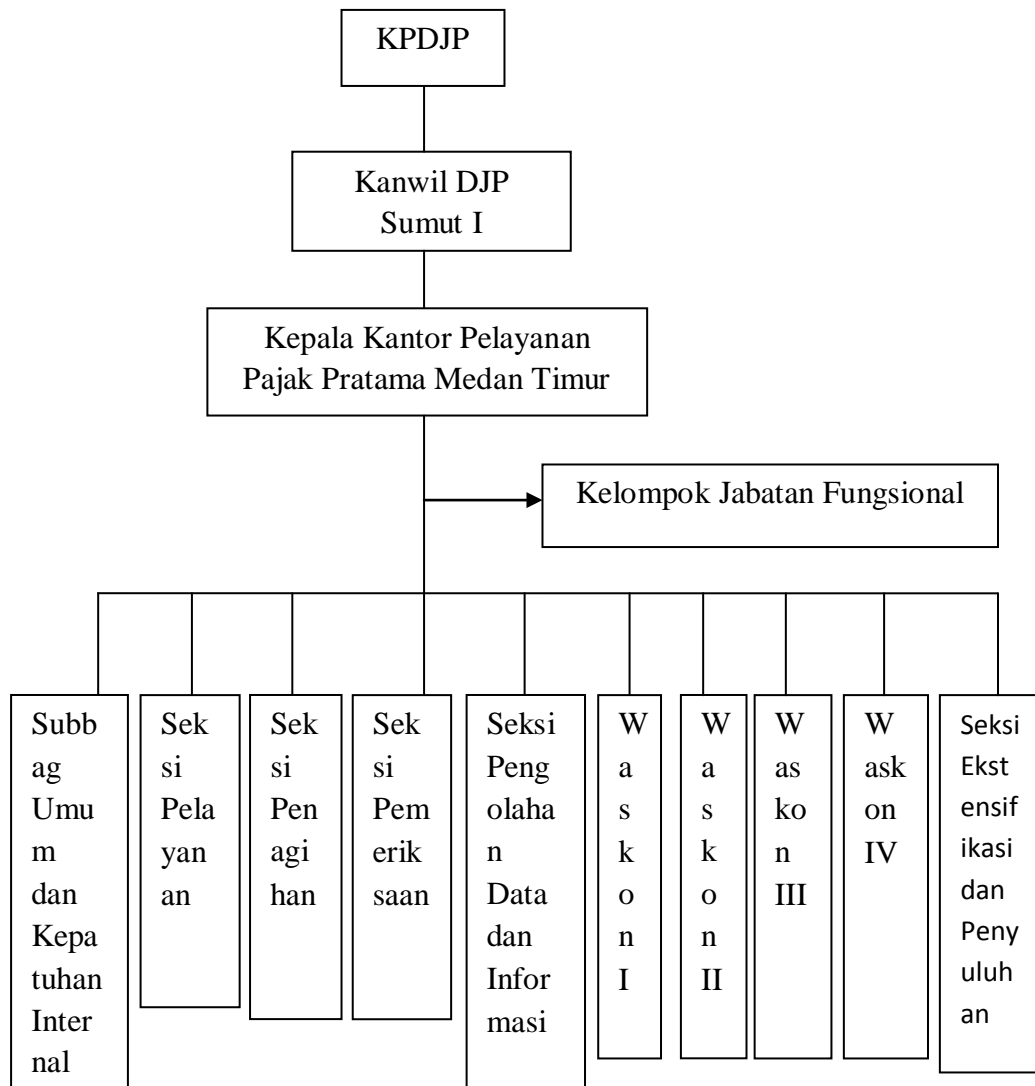 KPDJP
Kanwil DJP
Sumut I
Kepala Kantor Pelayanan
Pajak Pratama Medan Timur
Kelompok Jabatan Fungsional
Subb
ag
Umu
m
dan
Kepa
tuhan
Inter
nal
Sek
si
Pela
yan
an
Sek
si
Pen
agi
han
Sek
si
Pem
erik
saan
Seksi
Peng
olaha
n
Data
dan
Infor
masi
W
a
s
k
o
n
I
W
a
s
k
o
n
II
W
as
ko
n
III
W
ask
on
IV
Seksi
Ekst
ensif
ikasi
dan
Peny
uluh
an